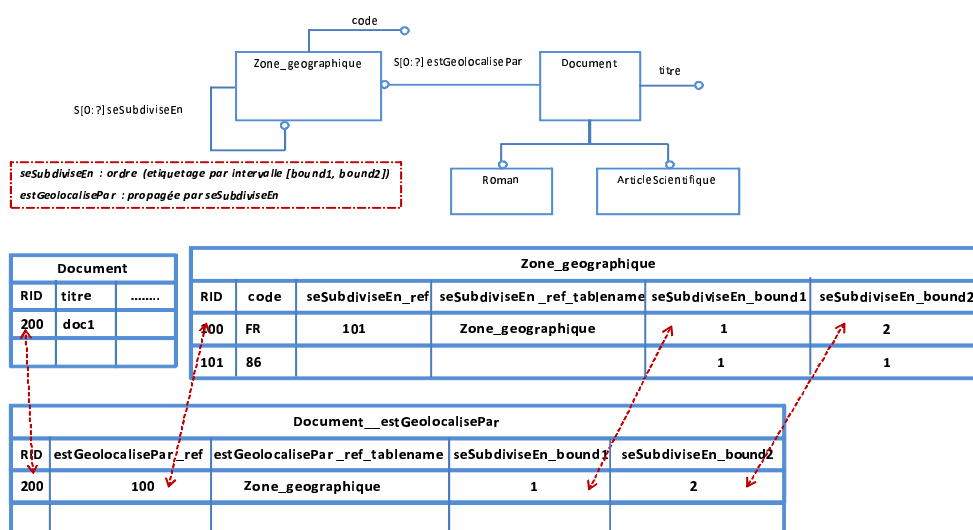 code
Zone_geographique
S[0:?] estGeolocalisePar
Document
titre
S[0:?] seSubdiviseEn
seSubdiviseEn : ordre (etiquetage par intervalle [bound1, bound2])
estGeolocalisePar : propagée par seSubdiviseEn
Roman
ArticleScientifique
Document
RID titre ........
200 doc1
Zone_geographique
RID code seSubdiviseEn_ref seSubdiviseEn _ref_tablename seSubdiviseEn_bound1 seSubdiviseEn_bound2
100 FR 101 Zone_geographique 1 2
101 86 1 1
Document__estGeolocalisePar
RID estGeolocalisePar_ref estGeolocalisePar _ref_tablename seSubdiviseEn_bound1 seSubdiviseEn_bound2
200 100 Zone_geographique 1 2